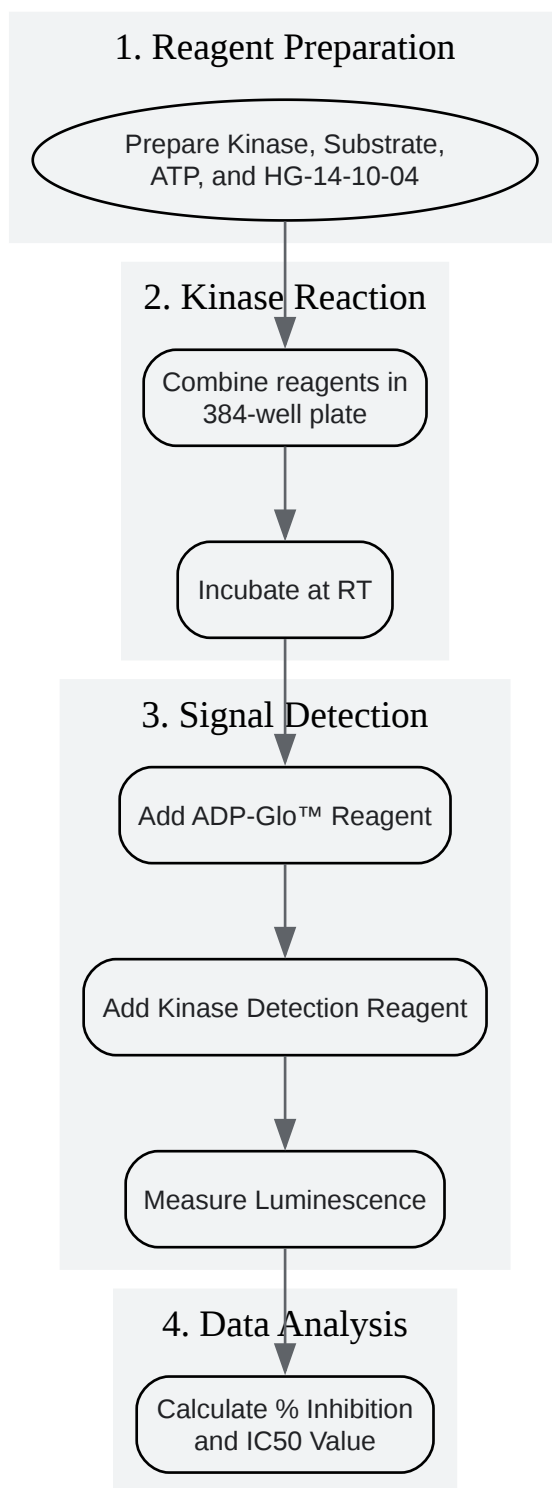 1. Reagent Preparation
Prepare Kinase, Substrate,
ATP, and HG-14-10-04
2. Kinase Reaction
Combine reagents in
384-well plate
Incubate at RT
3. Signal Detection
Add ADP-Glo™ Reagent
Add Kinase Detection Reagent
Measure Luminescence
4. Data Analysis
Calculate % Inhibition
and IC50 Value